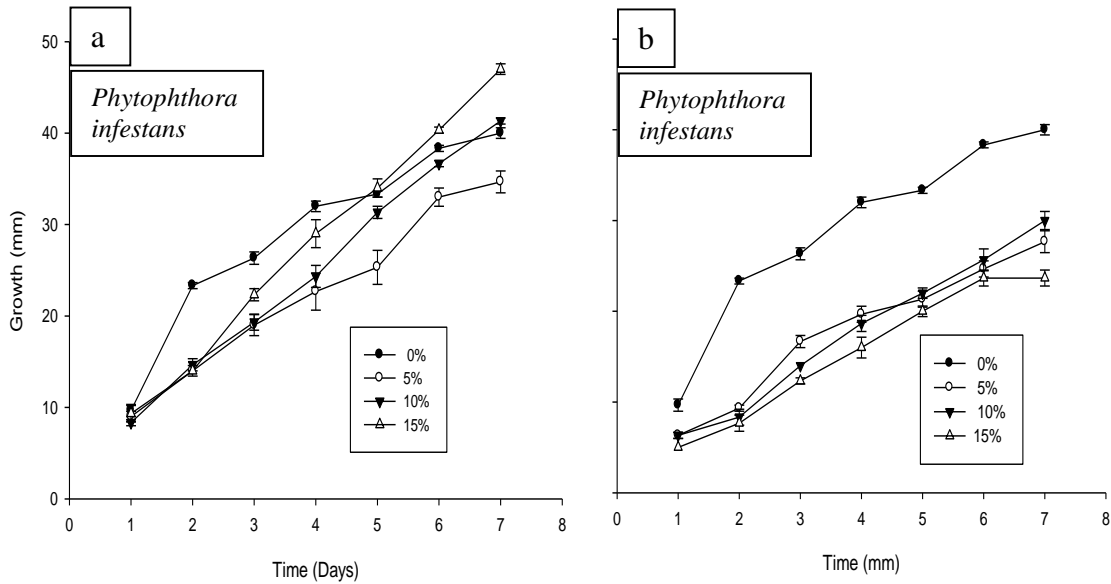 a
Phytophthora
infestans
50
40
30
20
10
0
Growth (mm)
0%
5%
10%
15%
0 1 2 3 4 5 6 7 8
Time (Days)
b
Phytophthora
infestans
0%
5%
10%
15%
0 1 2 3 4 5 6 7 8
Time (mm)